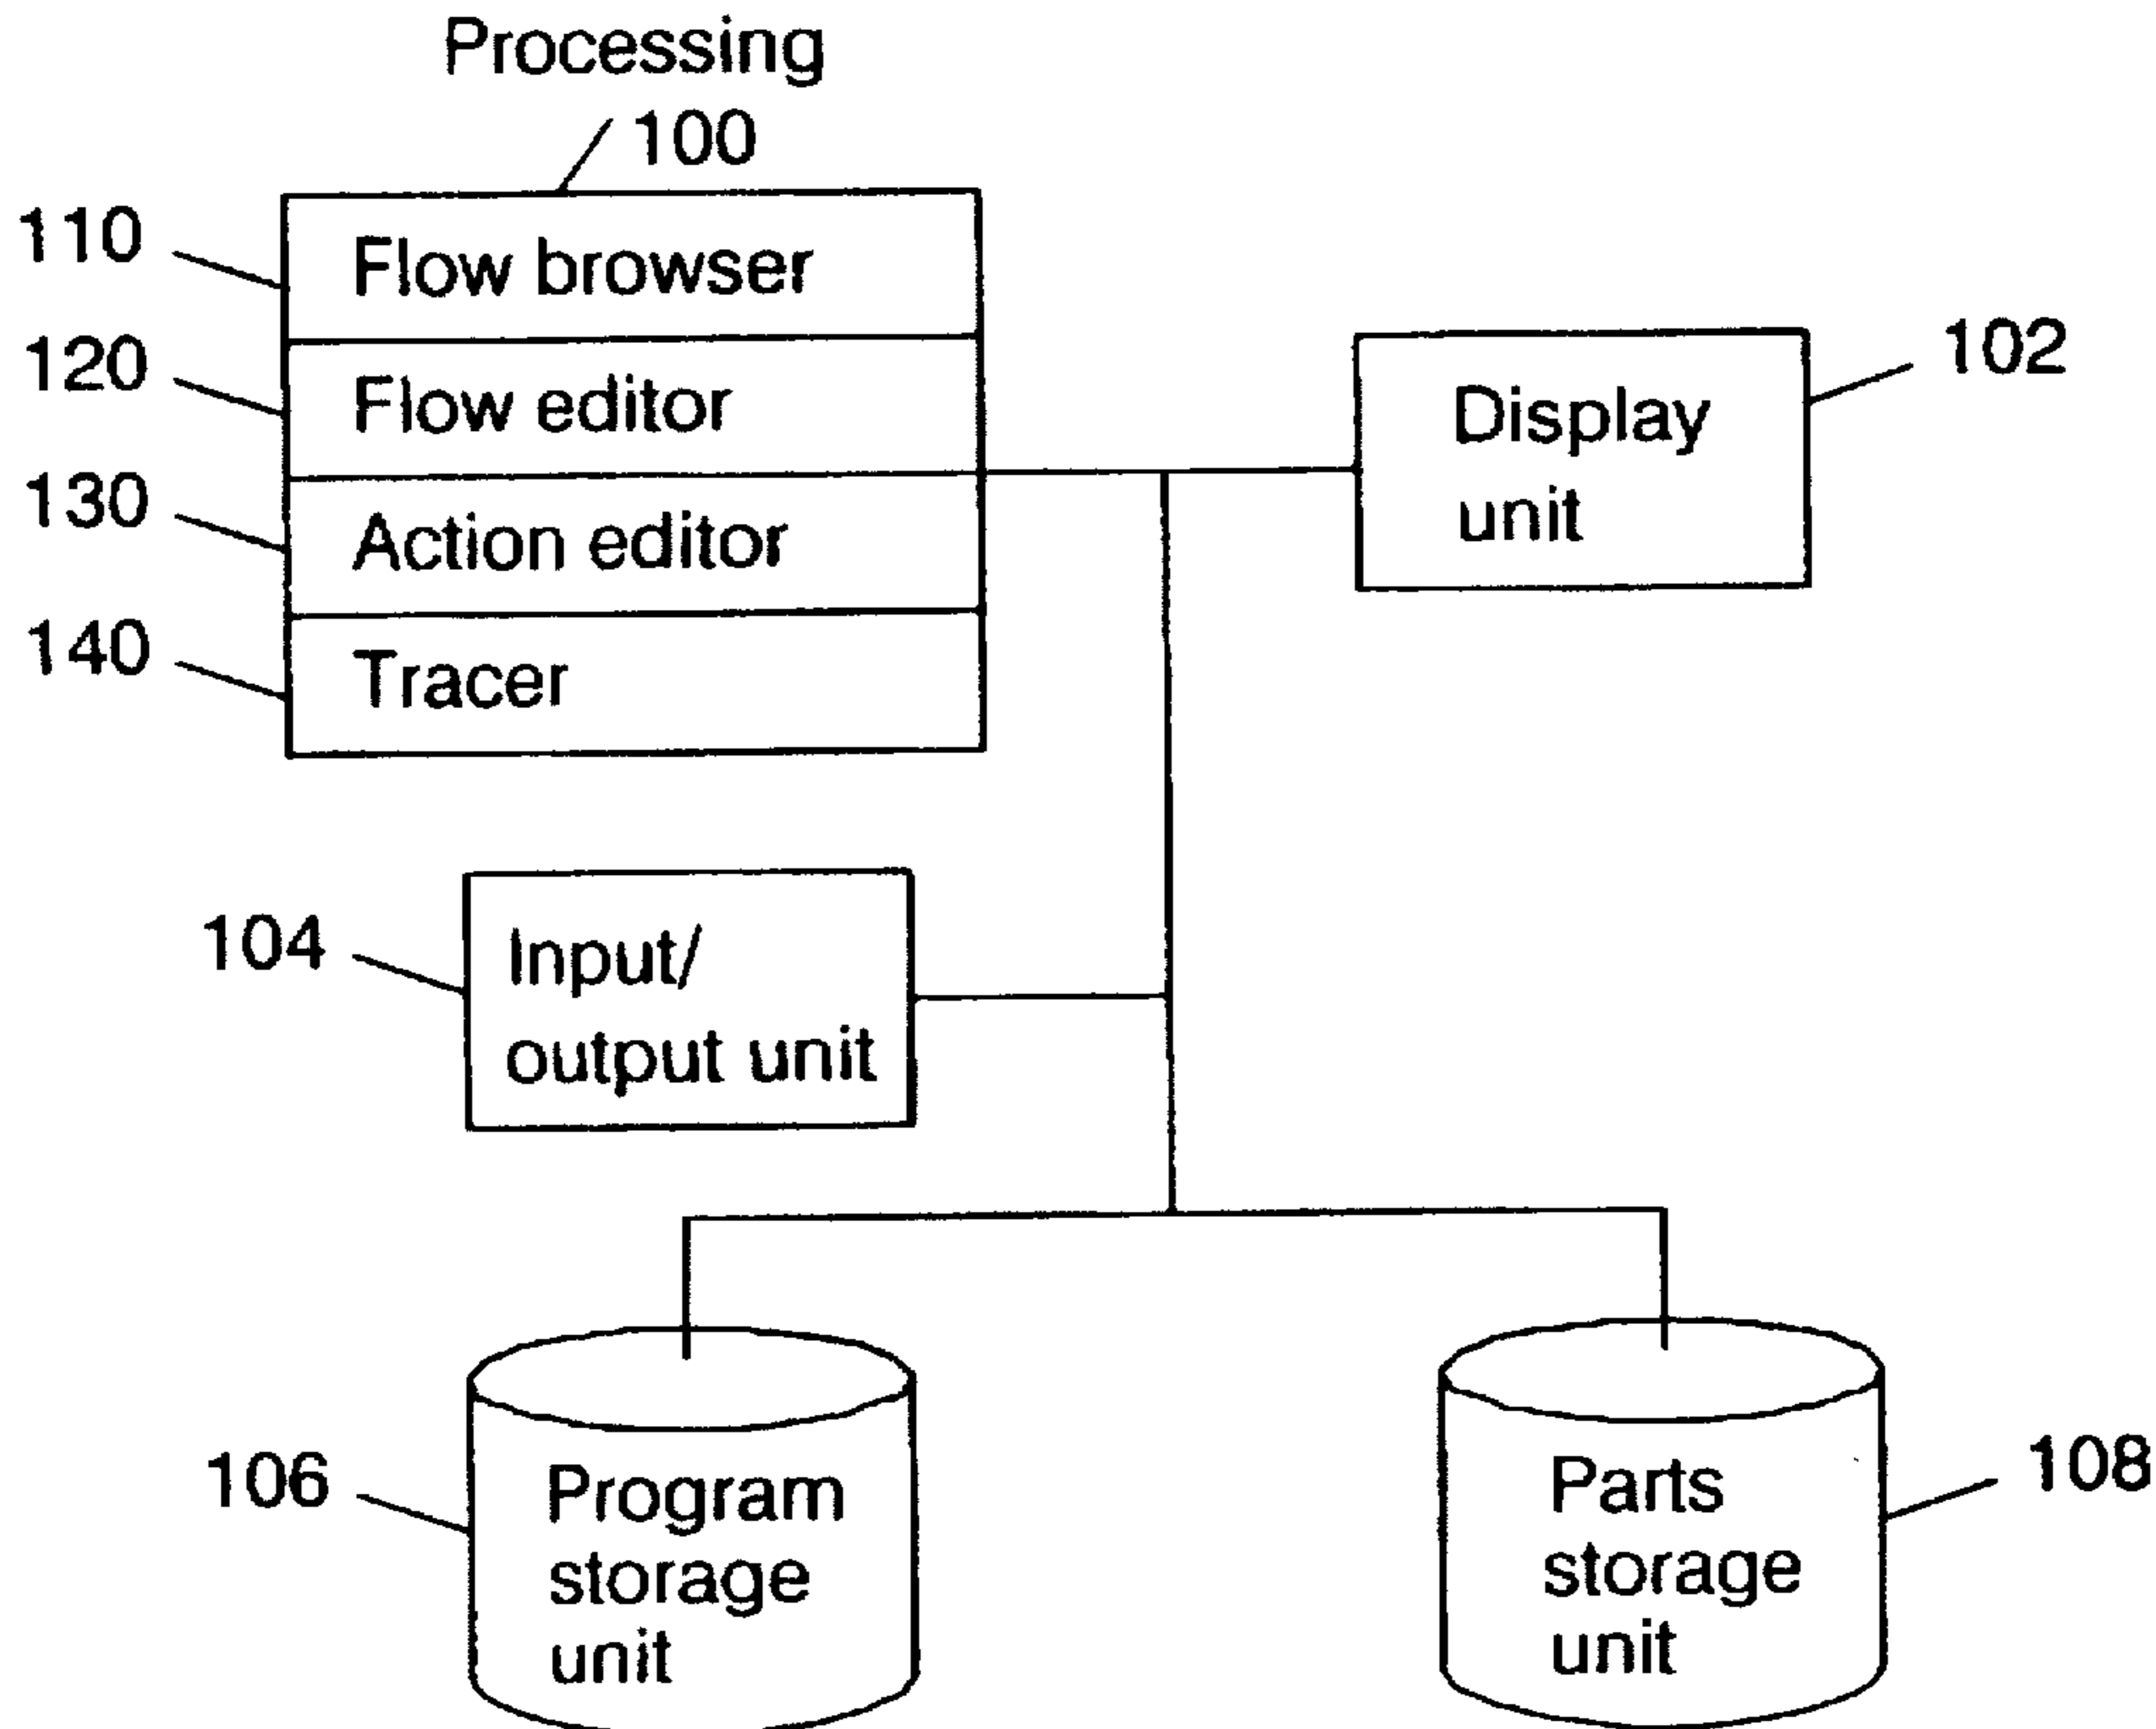 Processing
100
110
Flow browser
120
Flow editor
130
Action editor
140
Tracer
Display
unit
102
104
Input/
output unit
106
Program
storage
unit
Parts
storage
unit
108